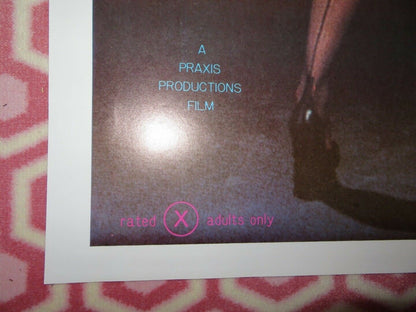 A
PRAXIS
PRODUCTIONS
FILM
rated X adults only